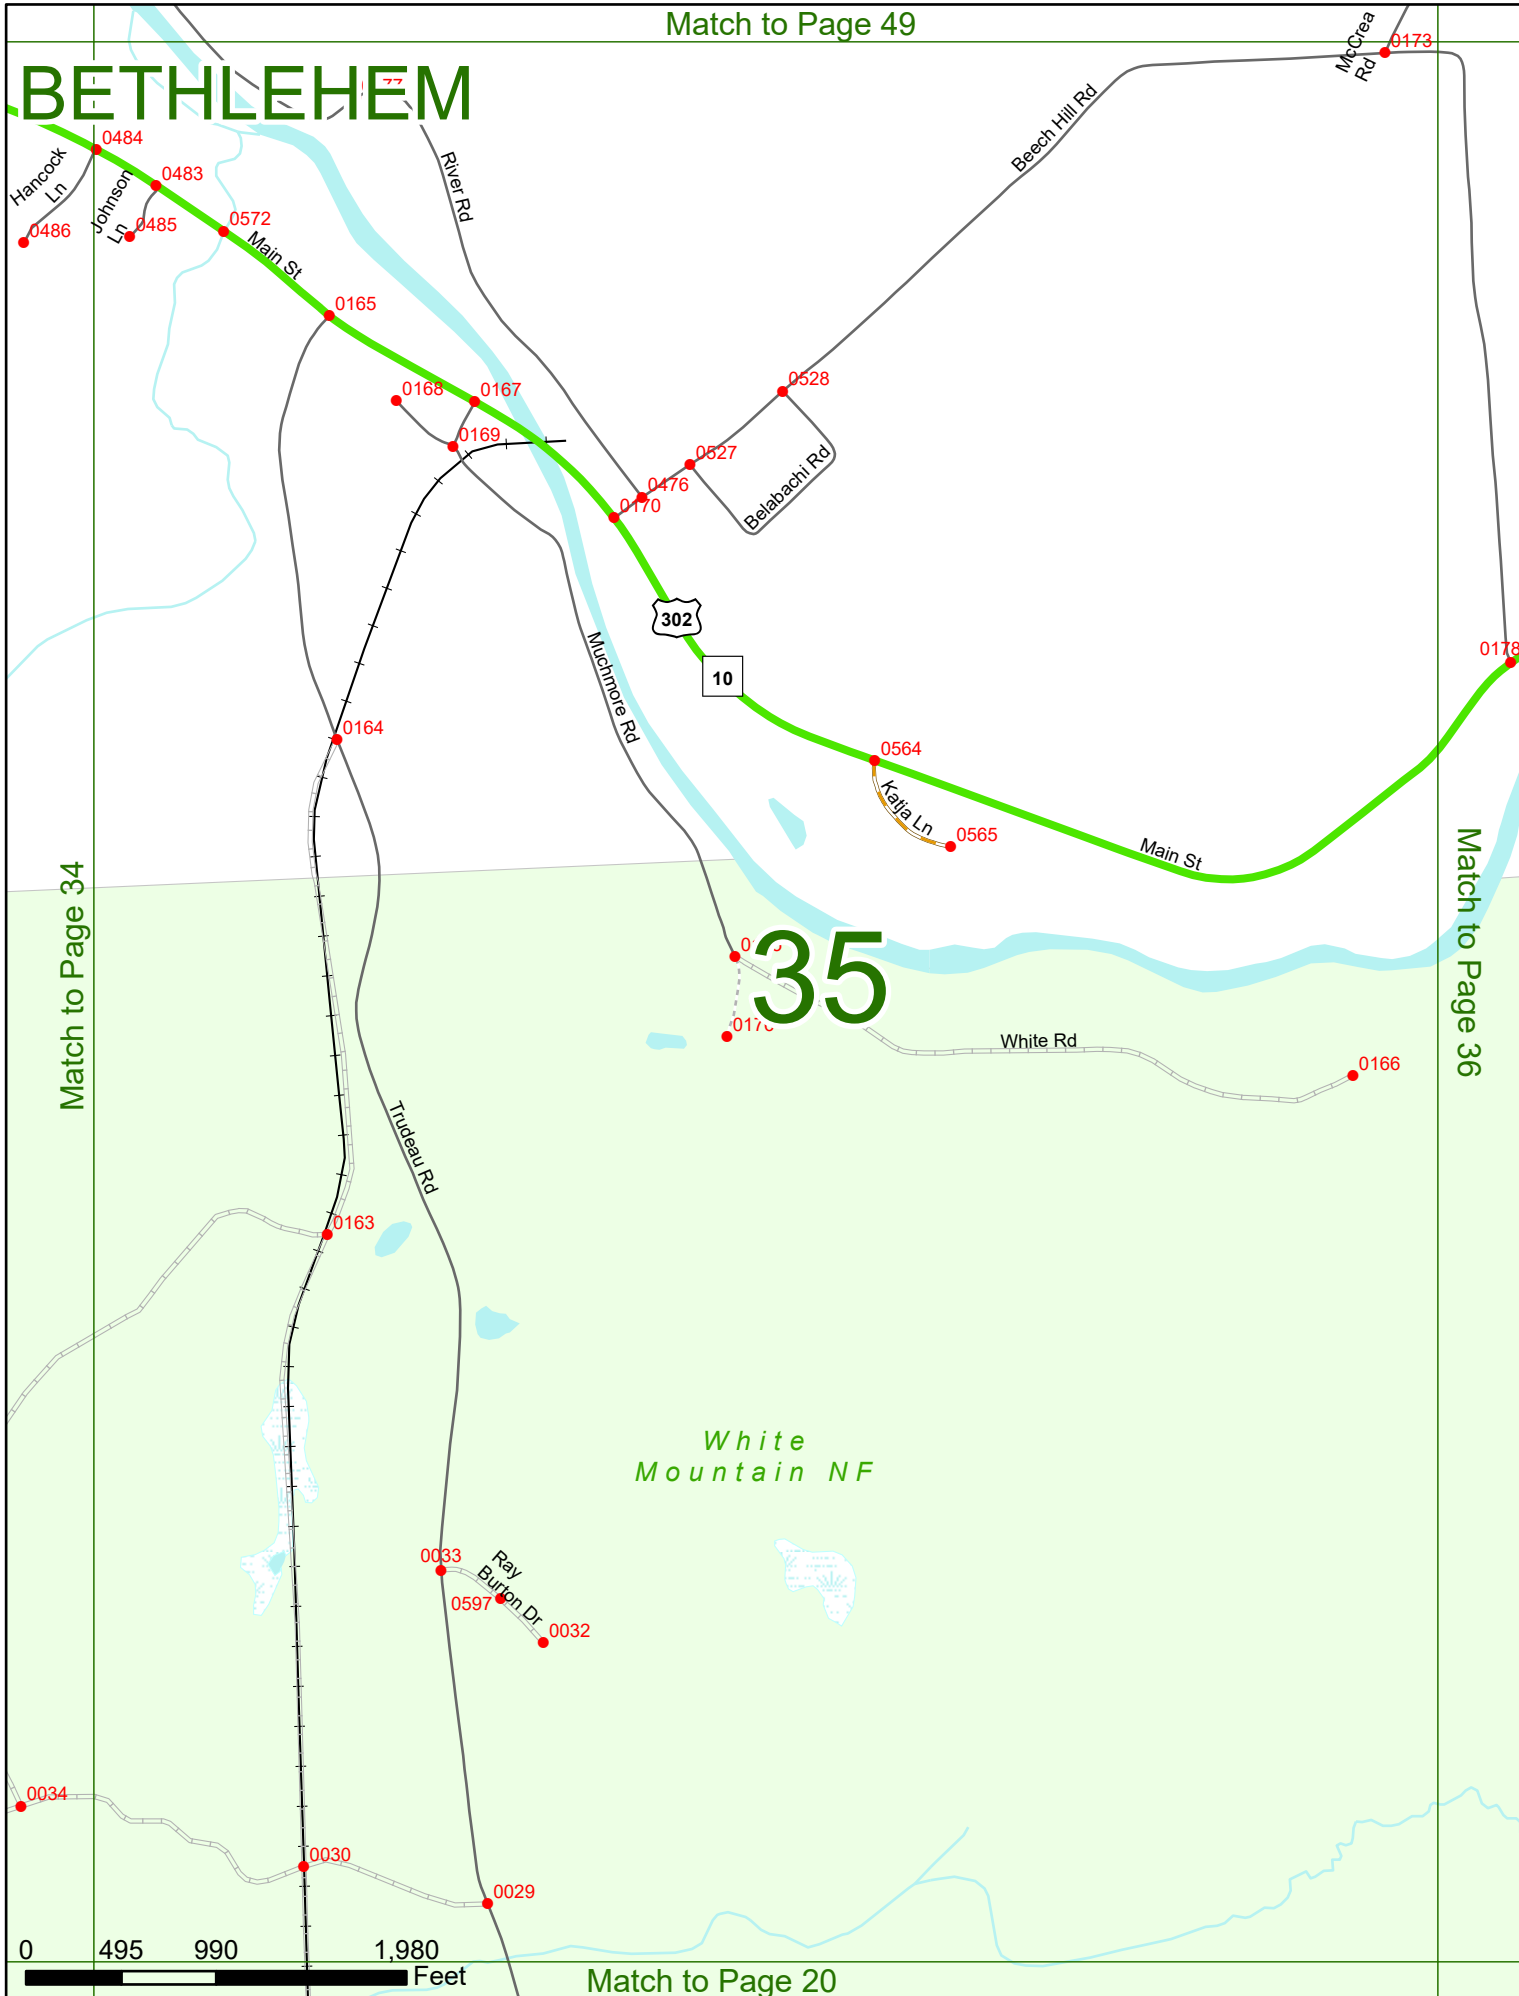 Match to Page 49
BETHLEHEM
McCrea
Rd
0173
Beech Hill Rd
0484
Hancock
Ln
0483
Johnson
Ln
0486
0485
0572
Main St
River Rd
0165
0168
0167
0169
0528
0527
0476
0170
Belabachi Rd
302
10
Muchmore Rd
0178
0164
0564
Katja Ln
0565
Main St
Match to Page 34
Match to Page 36
35
White Rd
0166
Trudeau Rd
0163
White
Mountain NF
0033
Ray
Burton Dr
0597
0032
0034
0030
0029
0 495 990 1,980
Feet
Match to Page 20